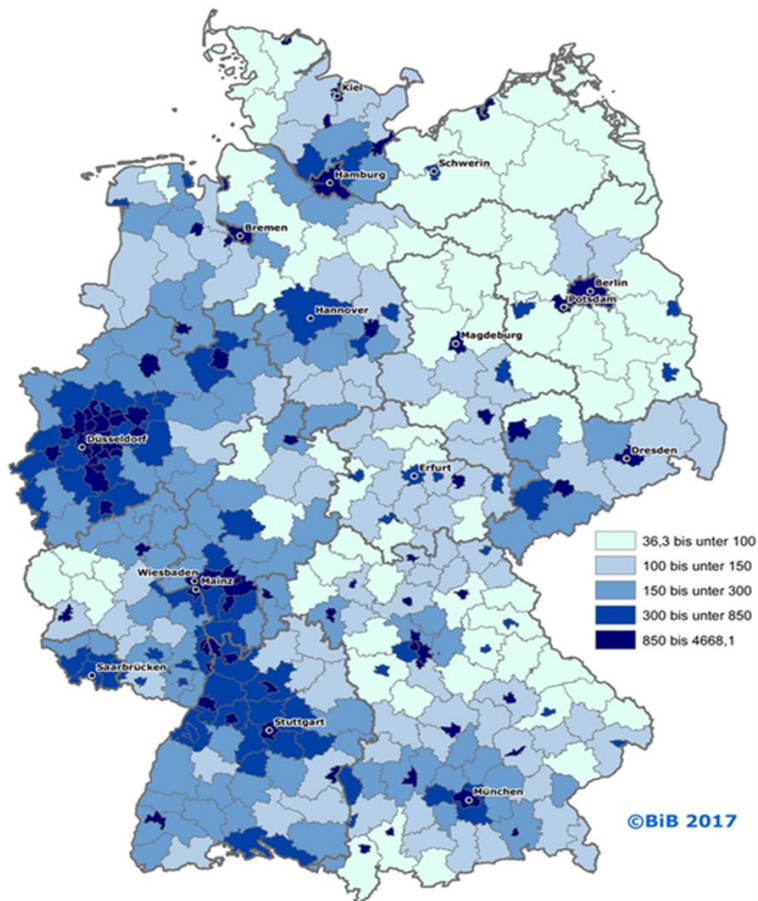 Kiel
Schwerin
Hamburg
Bremen
Berlin
Potsdam
Hannover
Magdeburg
Düsseldorf
Dresden
Erfurt
36,3 bis unter 100
100 bis unter 150
150 bis unter 300
300 bis unter 850
850 bis 4668,1
Wiesbaden
Mainz
Saarbrücken
Stuttgart
München
©BiB 2017